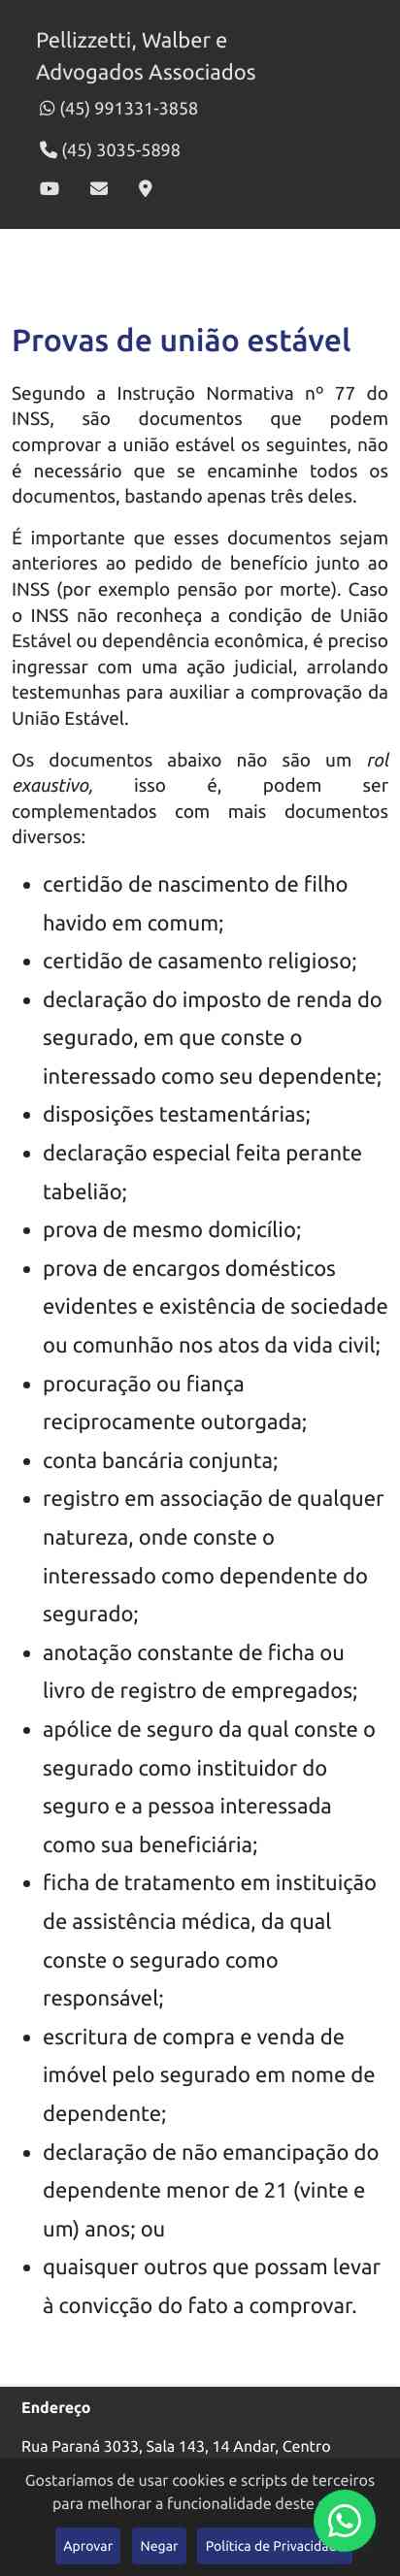 Pellizzetti, Walber e
Advogados Associados
(45) 991331-3858
(45) 3035-5898
Provas de união estável
Segundo a Instrução Normativa nº 77 do
INSS, são documentos que podem
comprovar a união estável os seguintes, não
é necessário que se encaminhe todos os
documentos, bastando apenas três deles.
É importante que esses documentos sejam
anteriores ao pedido de benefício junto ao
INSS (por exemplo pensão por morte). Caso
o INSS não reconheça a condição de União
Estável ou dependência econômica, é preciso
ingressar com uma ação judicial, arrolando
testemunhas para auxiliar a comprovação da
União Estável.
Os documentos abaixo não são um rol
exaustivo, isso é, podem ser
complementados com mais documentos
diversos:
• certidão de nascimento de filho
havido em comum;
• certidão de casamento religioso;
• declaração do imposto de renda do
segurado, em que conste o
interessado como seu dependente;
• disposições testamentárias;
• declaração especial feita perante
tabelião;
• prova de mesmo domicílio;
• prova de encargos domésticos
evidentes e existência de sociedade
ou comunhão nos atos da vida civil;
• procuração ou fiança
reciprocamente outorgada;
• conta bancária conjunta;
• registro em associação de qualquer
natureza, onde conste o
interessado como dependente do
segurado;
• anotação constante de ficha ou
livro de registro de empregados;
• apólice de seguro da qual conste o
segurado como instituidor do
seguro e a pessoa interessada
como sua beneficiária;
• ficha de tratamento em instituição
de assistência médica, da qual
conste o segurado como
responsável;
• escritura de compra e venda de
imóvel pelo segurado em nome de
dependente;
• declaração de não emancipação do
dependente menor de 21 (vinte e
um) anos; ou
• quaisquer outros que possam levar
à convicção do fato a comprovar.
Endereço
Rua Paraná 3033, Sala 143, 14 Andar, Centro
Gostaríamos de usar cookies e scripts de terceiros
para melhorar a funcionalidade deste
Aprovar Negar Política de